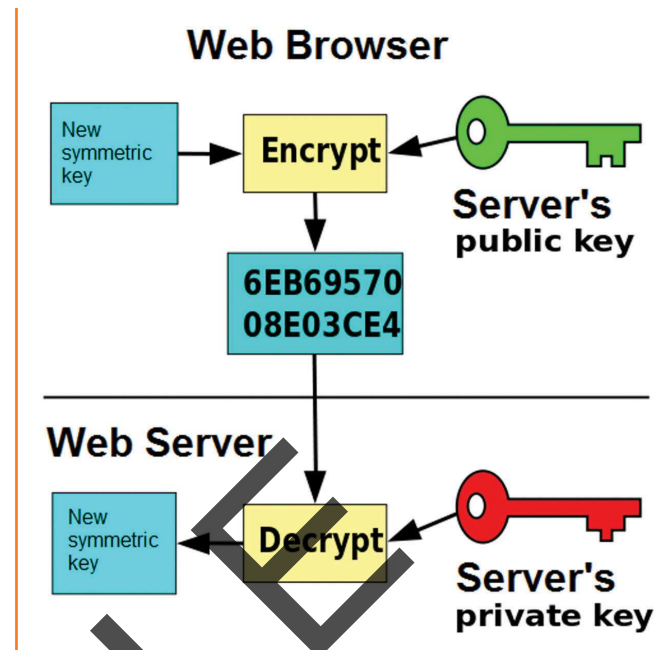 Web Browser
New
symmetric
key
Encrypt
Server's
public key
6EB69570
08E03CE4
Web Server
New
symmetric
key
Decrypt
Server's
private key